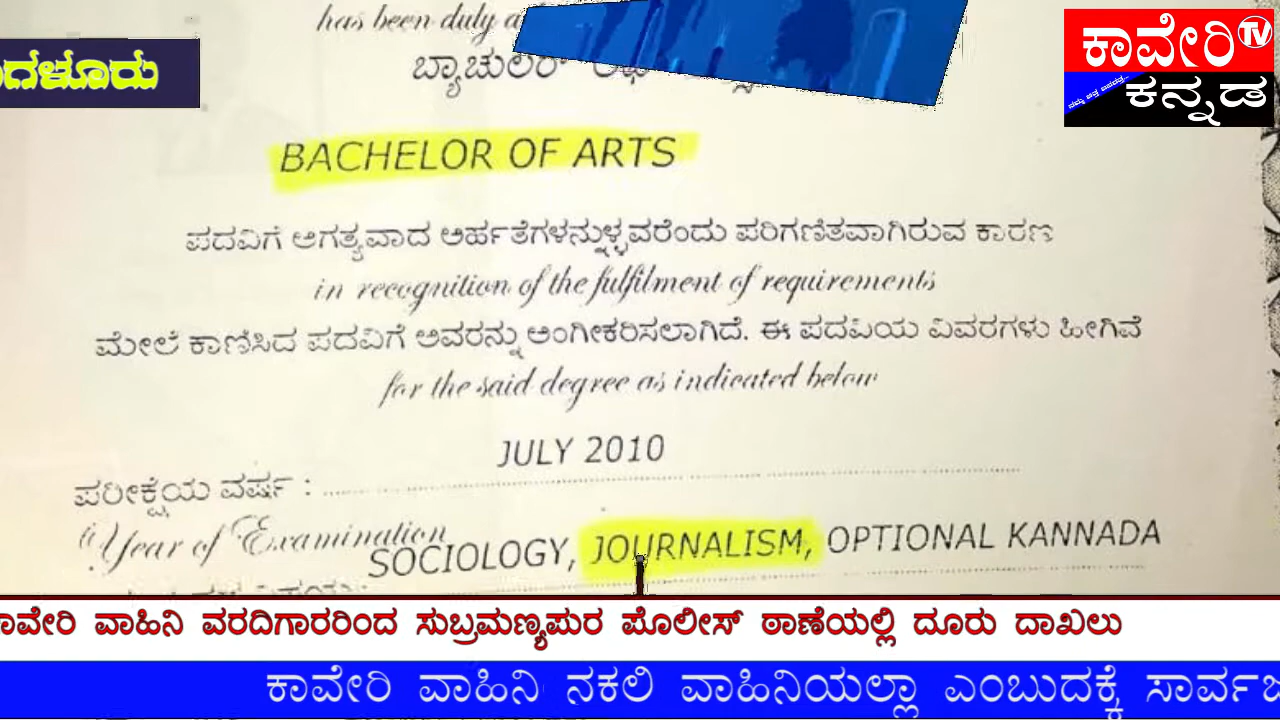 has been duly
ಬ್ಯಾಚುಲರ್
ಕಾವೇರಿ TV
ಕನ್ನಡ
BACHELOR OF ARTS
ಪದವಿಗೆ ಅಗತ್ಯವಾದ ಅರ್ಹತೆಗಳನ್ನುಳ್ಳವರೆಂದು ಪರಿಗಣಿತವಾಗಿರುವ ಕಾರಣ
in recognition of the fulfilment of requirements
ಮೇಲೆ ಕಾಣಿಸಿದ ಪದವಿಗೆ ಅವರನ್ನು ಅಂಗೀಕರಿಸಲಾಗಿದೆ. ಈ ಪದವಿಯ ವಿವರಗಳು ಹೀಗಿವೆ
for the said degree as indicated below
JULY 2010
ಪರೀಕ್ಷೆಯ ವರ್ಷ :
Year of Examination
SOCIOLOGY, JOURNALISM, OPTIONAL KANNADA
ಕಾವೇರಿ ವಾಹಿನಿ ವರದಿಗಾರರಿಂದ ಸುಬ್ರಮಣ್ಯಪುರ ಪೊಲೀಸ್ ಠಾಣೆಯಲ್ಲಿ ದೂರು ದಾಖಲು
ಕಾವೇರಿ ವಾಹಿನಿ ನಕಲಿ ವಾಹಿನಿಯಲ್ಲಾ ಎಂಬುದಕ್ಕೆ